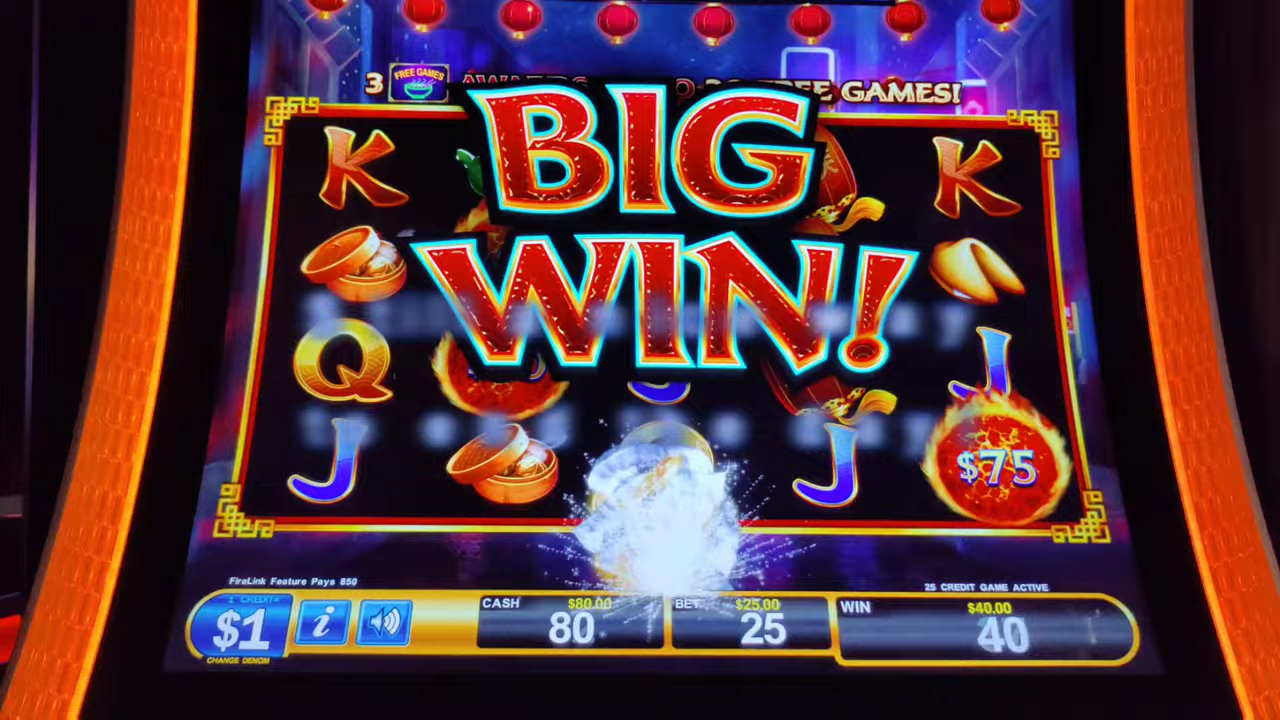 3 FREE GAMES FREE GAMES!
BIG
WIN!
K K
Q J
J J $75
FireLink Feature Pays 850
25 CREDIT GAME ACTIVE
1 CREDIT=
$1
CHANGE DENOM
i
CASH $80.00
80
BET $25.00
25
WIN $40.00
40